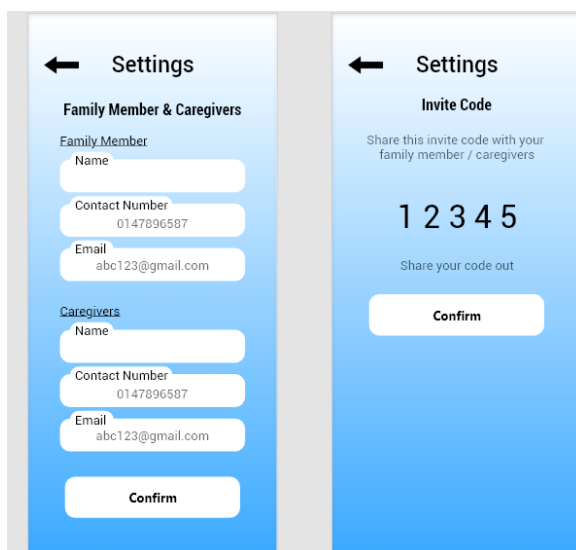 Settings
Family Member & Caregivers
Family Member
Name
Contact Number
0147896587
Email
abc123@gmail.com
Caregivers
Name
Contact Number
0147896587
Email
abc123@gmail.com
Confirm
Settings
Invite Code
Share this invite code with your
family member / caregivers
1 2 3 4 5
Share your code out
Confirm